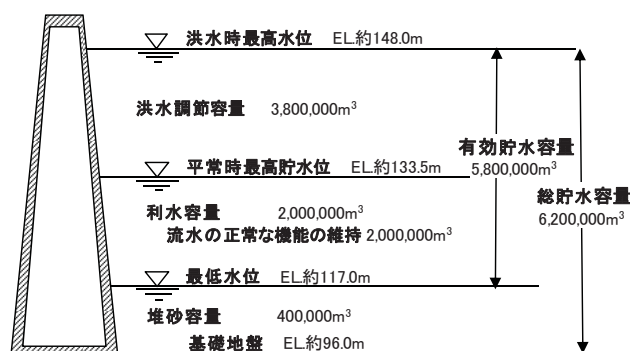 洪水時最高水位 EL.約148.0m
洪水調節容量 3,800,000m³
有効貯水容量
5,800,000m³
平常時最高貯水位 EL.約133.5m
総貯水容量
6,200,000m³
利水容量 2,000,000m³
流水の正常な機能の維持 2,000,000m³
最低水位 EL.約117.0m
堆砂容量 400,000m³
基礎地盤 EL.約96.0m